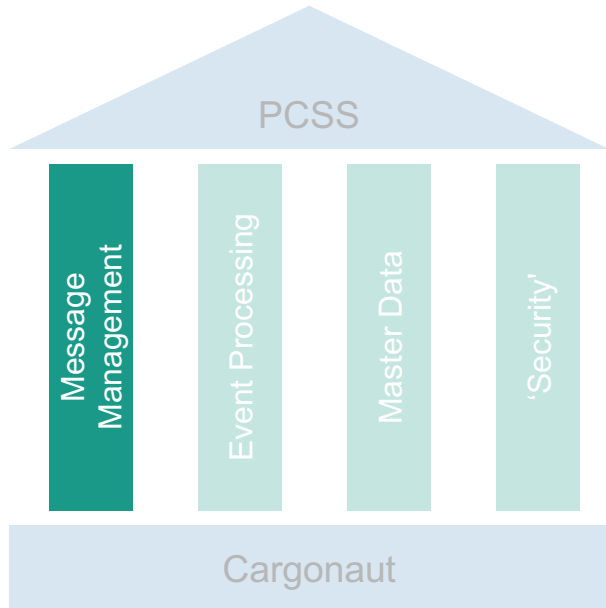 PCSS
Message
Management
Event Processing
Master Data
‘Security'
Cargonaut